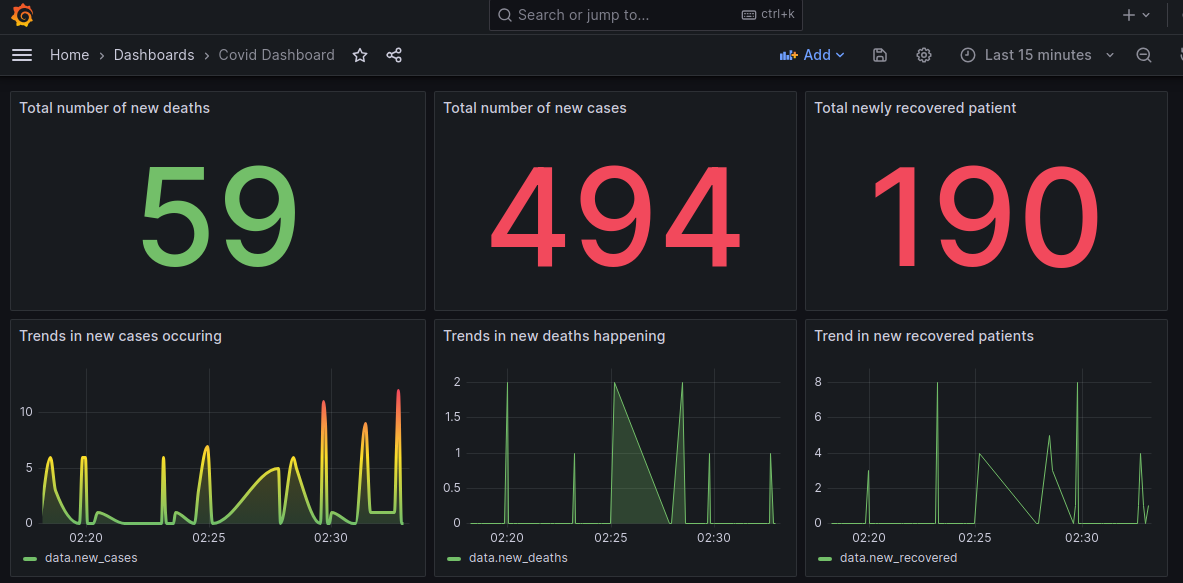 Search or jump to... ctrl+k
Home › Dashboards › Covid Dashboard Add Last 15 minutes
Total number of new deaths
59
Total number of new cases
494
Total newly recovered patient
190
Trends in new cases occuring
10
5
0
02:20 02:25 02:30
data.new_cases
Trends in new deaths happening
2
1.5
1
0.5
0
02:20 02:25 02:30
data.new_deaths
Trend in new recovered patients
8
6
4
2
0
02:20 02:25 02:30
data.new_recovered